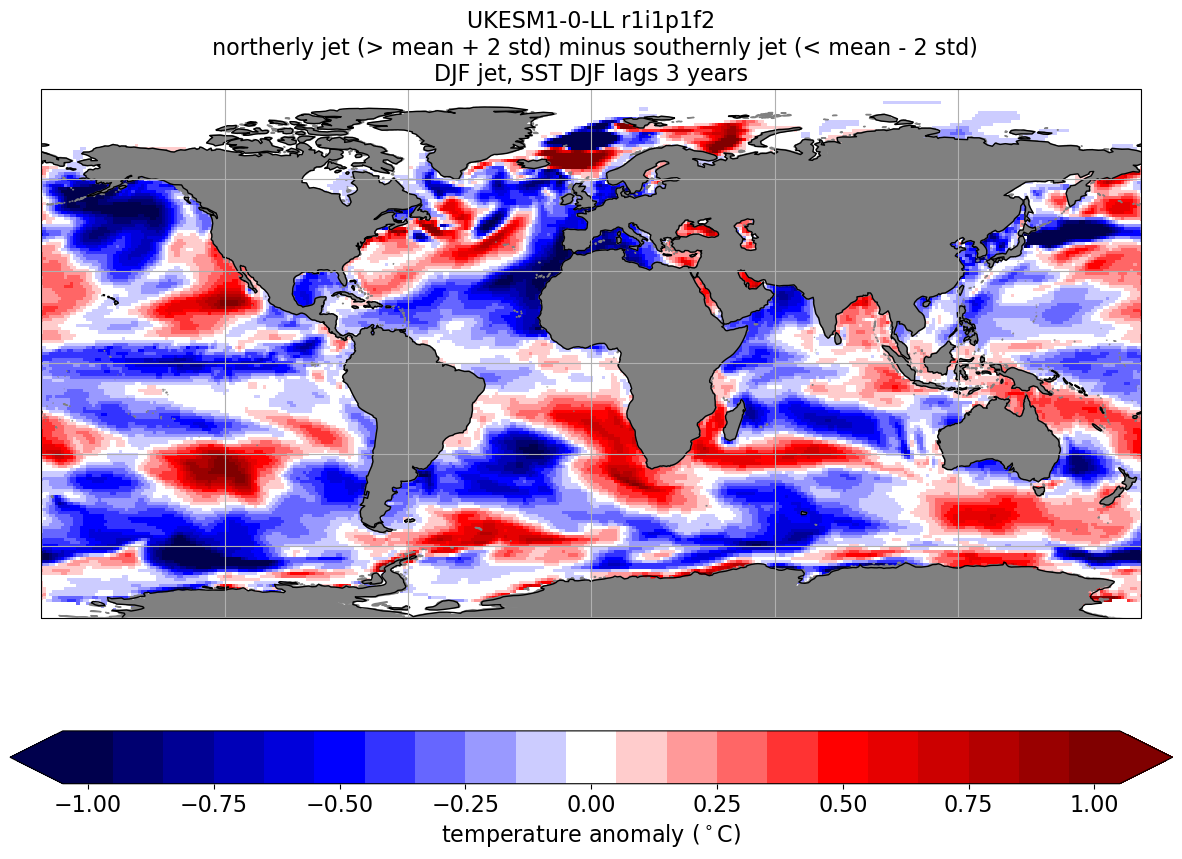 UKESM1-0-LL r1i1p1f2
northerly jet (> mean + 2 std) minus southernly jet (< mean - 2 std)
DJF jet, SST DJF lags 3 years
−1.00 −0.75 −0.50 −0.25 0.00 0.25 0.50 0.75 1.00
temperature anomaly (°C)